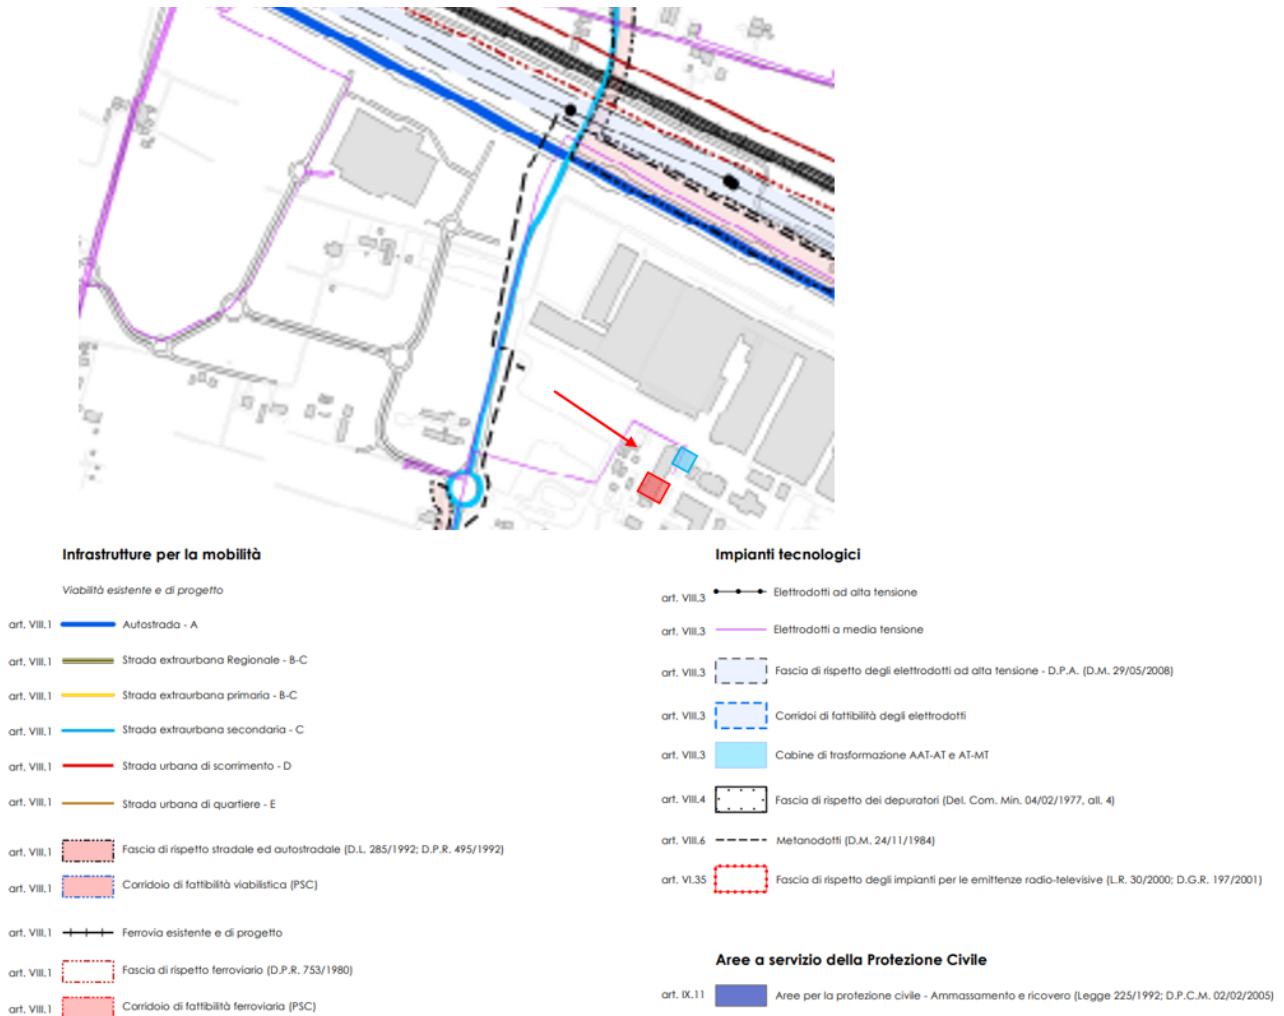 Infrastrutture per la mobilità
Viabilità esistente e di progetto
art. VIII.1 Autostrada - A
art. VIII.1 Strada extraurbana Regionale - B-C
art. VIII.1 Strada extraurbana primaria - B-C
art. VIII.1 Strada extraurbana secondaria - C
art. VIII.1 Strada urbana di scorrimento - D
art. VIII.1 Strada urbana di quartiere - E
art. VIII.1 Fascia di rispetto stradale ed autostradale (D.L. 285/1992; D.P.R. 495/1992)
art. VIII.1 Corridoio di fattibilità viabilistica (PSC)
art. VIII.1 Ferrovia esistente e di progetto
art. VIII.1 Fascia di rispetto ferroviario (D.P.R. 753/1980)
art. VIII.1 Corridoio di fattibilità ferroviaria (PSC)
Impianti tecnologici
art. VIII.3 Elettrodotti ad alta tensione
art. VIII.3 Elettrodotti a media tensione
art. VIII.3 Fascia di rispetto degli elettrodotti ad alta tensione - D.P.A. (D.M. 29/05/2008)
art. VIII.3 Corridoi di fattibilità degli elettrodotti
art. VIII.3 Cabine di trasformazione AAT-AT e AT-MT
art. VIII.4 Fascia di rispetto dei depuratori (Del. Com. Min. 04/02/1977, all. 4)
art. VIII.6 Metanodotti (D.M. 24/11/1984)
art. VI.35 Fascia di rispetto degli impianti per le emittenze radio-televisive (L.R. 30/2000; D.G.R. 197/2001)
Aree a servizio della Protezione Civile
art. IX.11 Aree per la protezione civile - Ammassamento e ricovero (Legge 225/1992; D.P.C.M. 02/02/2005)